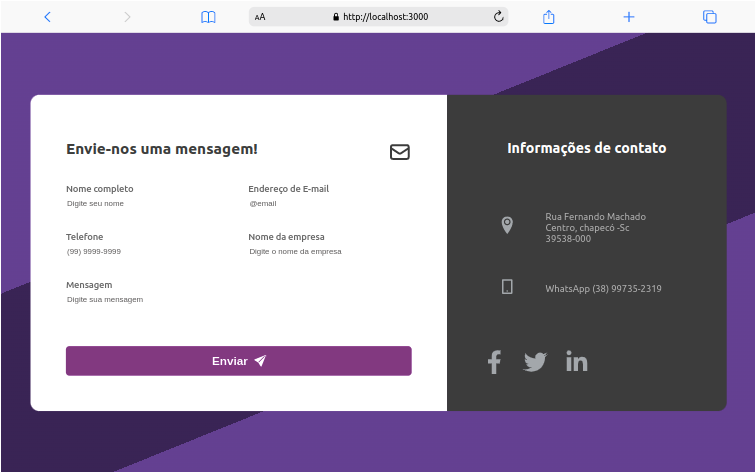 AA
http://localhost:3000
Envie-nos uma mensagem!
Nome completo
Digite seu nome
Endereço de E-mail
@email
Telefone
(99) 9999-9999
Nome da empresa
Digite o nome da empresa
Mensagem
Digite sua mensagem
Enviar
Informações de contato
Rua Fernando Machado
Centro, chapecó -Sc
39538-000
WhatsApp (38) 99735-2319